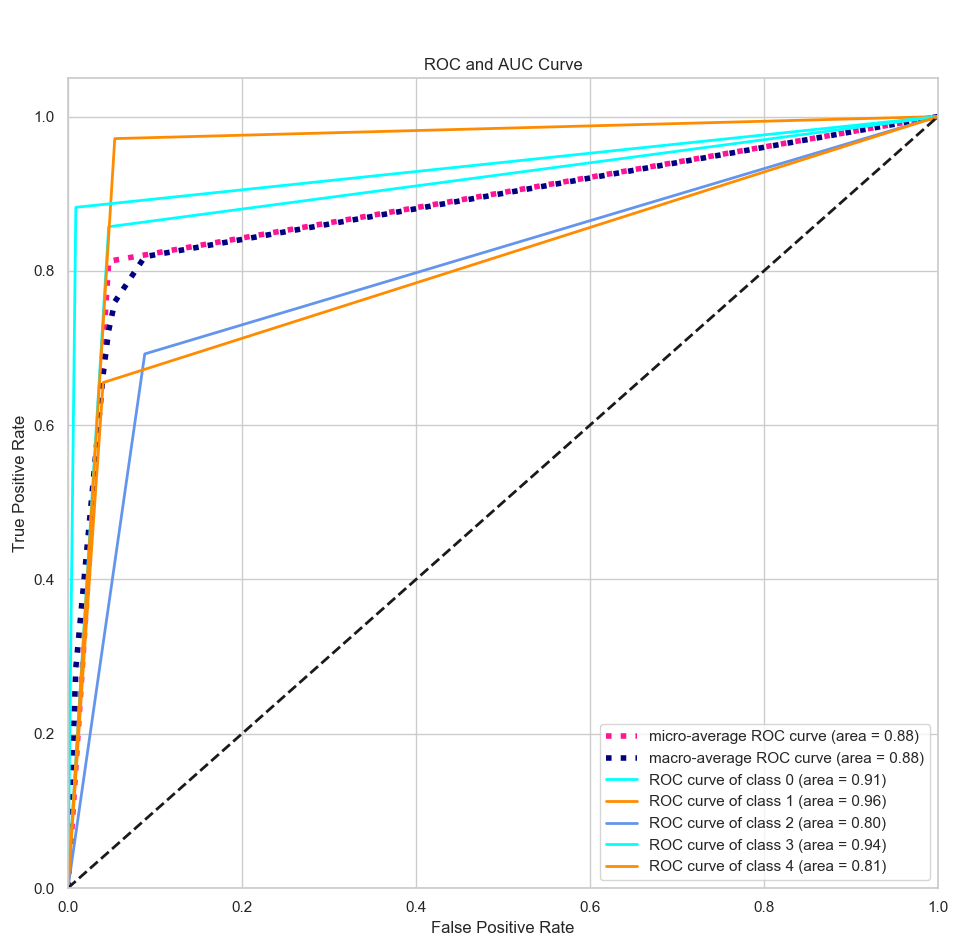 ROC and AUC Curve
True Positive Rate
1.0
0.8
0.6
0.4
0.2
0.0
0.0 0.2 0.4 0.6 0.8 1.0
False Positive Rate
micro-average ROC curve (area = 0.88)
macro-average ROC curve (area = 0.88)
ROC curve of class 0 (area = 0.91)
ROC curve of class 1 (area = 0.96)
ROC curve of class 2 (area = 0.80)
ROC curve of class 3 (area = 0.94)
ROC curve of class 4 (area = 0.81)